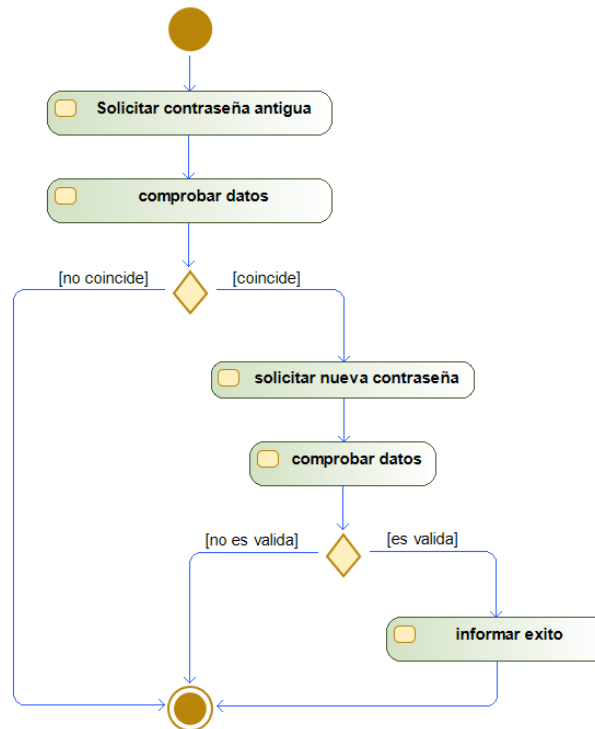 Solicitar contraseña antigua
comprobar datos
[no coincide] [coincide]
solicitar nueva contraseña
comprobar datos
[no es valida] [es valida]
informar exito